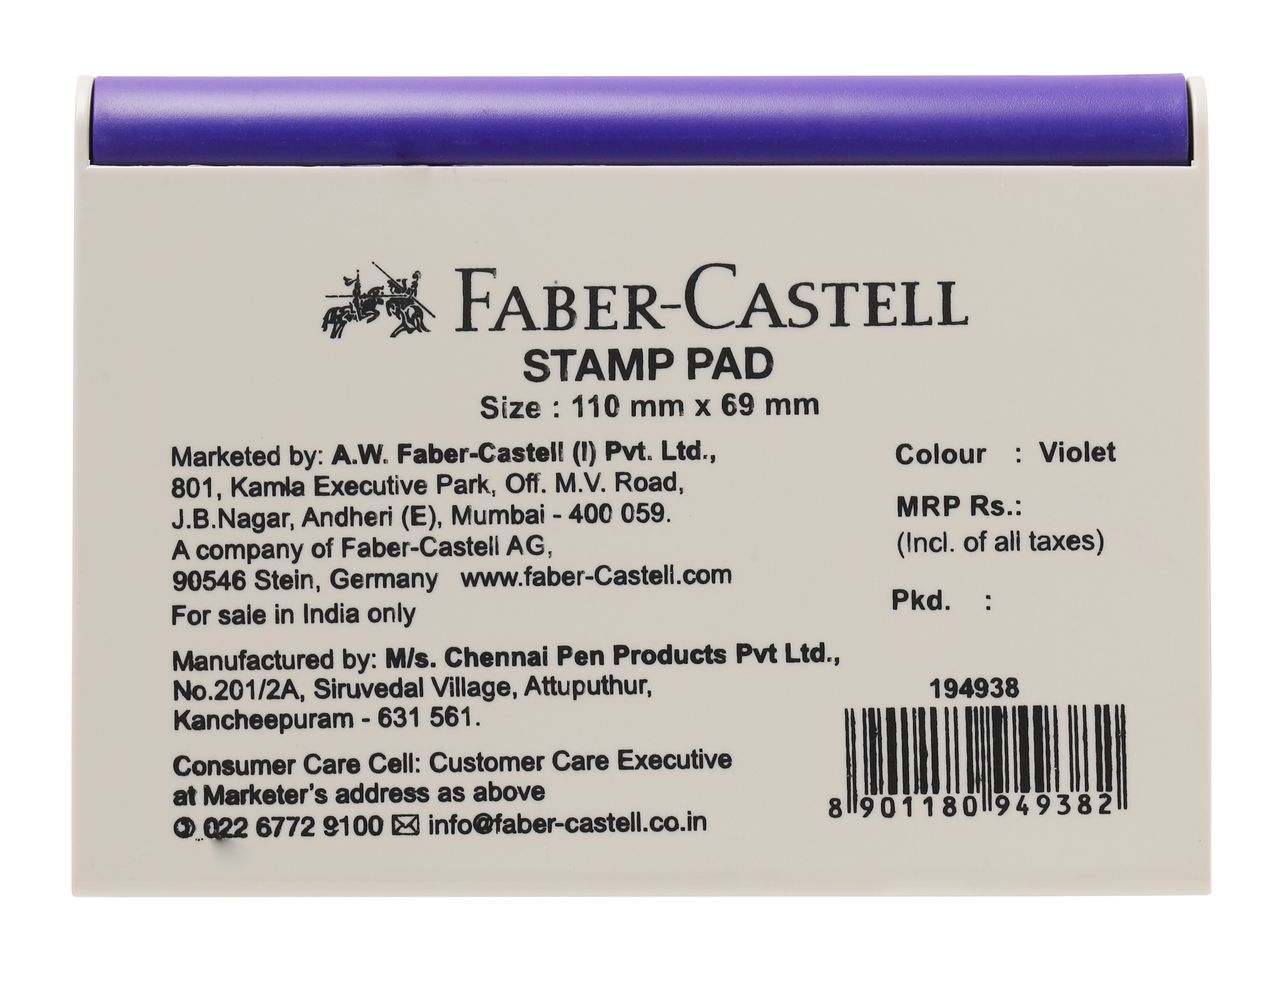 FABER-CASTELL
STAMP PAD
Size : 110 mm x 69 mm
Marketed by: A.W. Faber-Castell (I) Pvt. Ltd.,
801, Kamla Executive Park, Off. M.V. Road,
J.B.Nagar, Andheri (E), Mumbai - 400 059.
A company of Faber-Castell AG,
90546 Stein, Germany www.faber-Castell.com
For sale in India only
Manufactured by: M/s. Chennai Pen Products Pvt Ltd.,
No.201/2A, Siruvedal Village, Attuputhur,
Kancheepuram - 631 561.
Consumer Care Cell: Customer Care Executive
at Marketer's address as above
022 6772 9100 info@faber-castell.co.in
Colour : Violet
MRP Rs.:
(Incl. of all taxes)
Pkd. :
194938
8 901180 949382